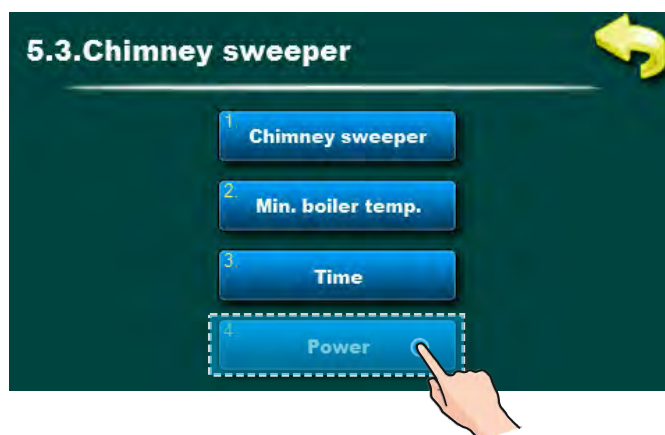 5.3.Chimney sweeper
1
Chimney sweeper
2.
Min. boiler temp.
3.
Time
4.
Power